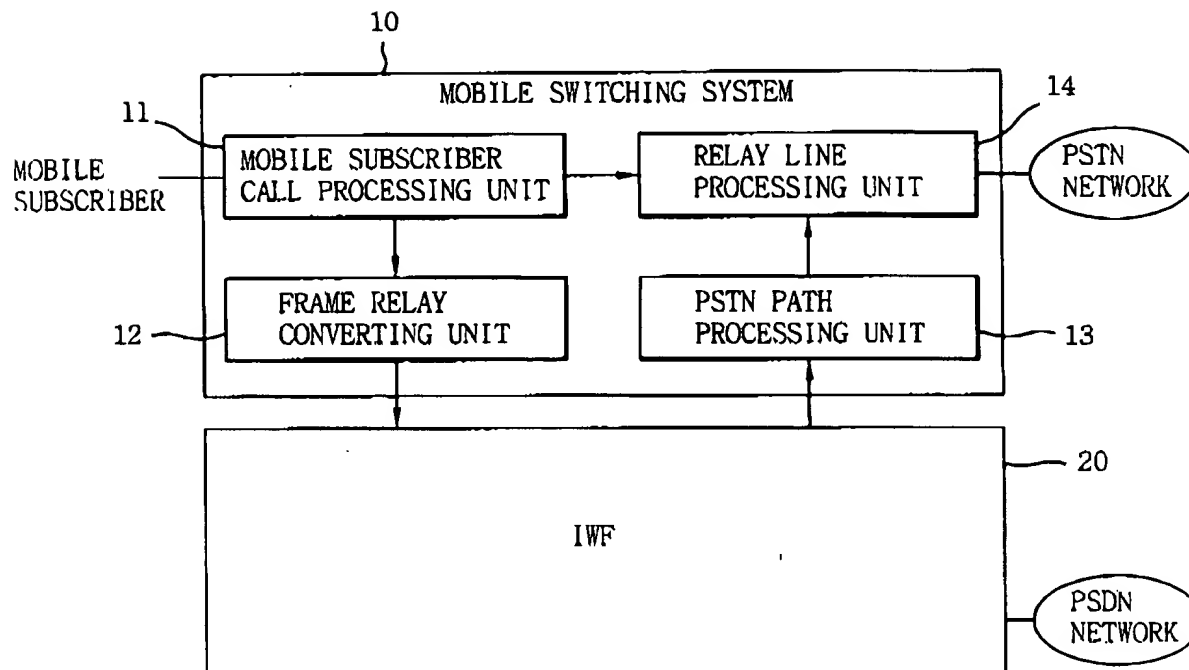 10
MOBILE SWITCHING SYSTEM
11
14
MOBILE SUBSCRIBER
CALL PROCESSING UNIT
RELAY LINE
PROCESSING UNIT
MOBILE
SUBSCRIBER
PSTN
NETWORK
FRAME RELAY
CONVERTING UNIT
PSTN PATH
PROCESSING UNIT
12
13
20
IWF
PSDN
NETWORK